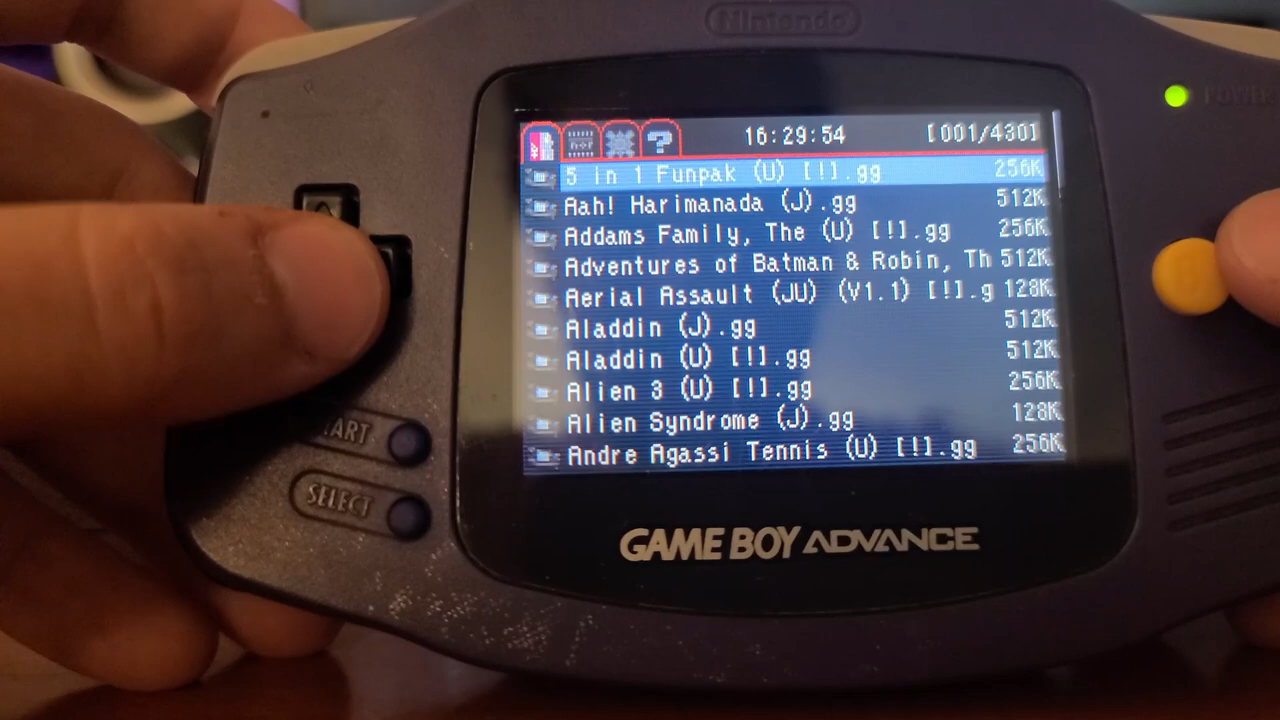 Nintendo
POWER
? 16:29:54 [001/430]
5 in 1 Funpak (U) [!].gg 256K
Aah! Harimanada (J).gg 512K
Addams Family, The (U) [!].gg 256K
Adventures of Batman & Robin, Th 512K
Aerial Assault (JU) (V1.1) [!].g 128K
Aladdin (J).gg 512K
Aladdin (U) [!].gg 512K
Alien 3 (U) [!].gg 256K
Alien Syndrome (J).gg 128K
Andre Agassi Tennis (U) [!].gg 256K
TART
SELECT
GAME BOY ADVANCE